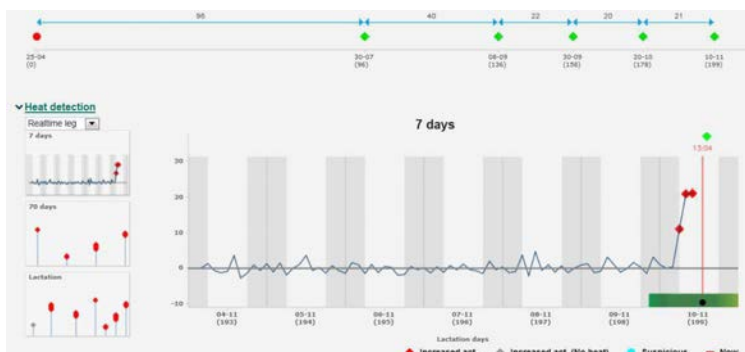 96 40 22 20 21
25-04 30-07 08-09 30-09 20-10 10-11
(0) (96) (136) (158) (178) (199)
Heat detection
Realtime leg
7 days
7 days
13:04
30
20
10
0
-10
70 days
Lactation
04-11 05-11 06-11 07-11 08-11 09-11 10-11
(193) (194) (195) (196) (197) (198) (199)
Lactation days
Increased act. Increased act. (No heat) Suspicious Now